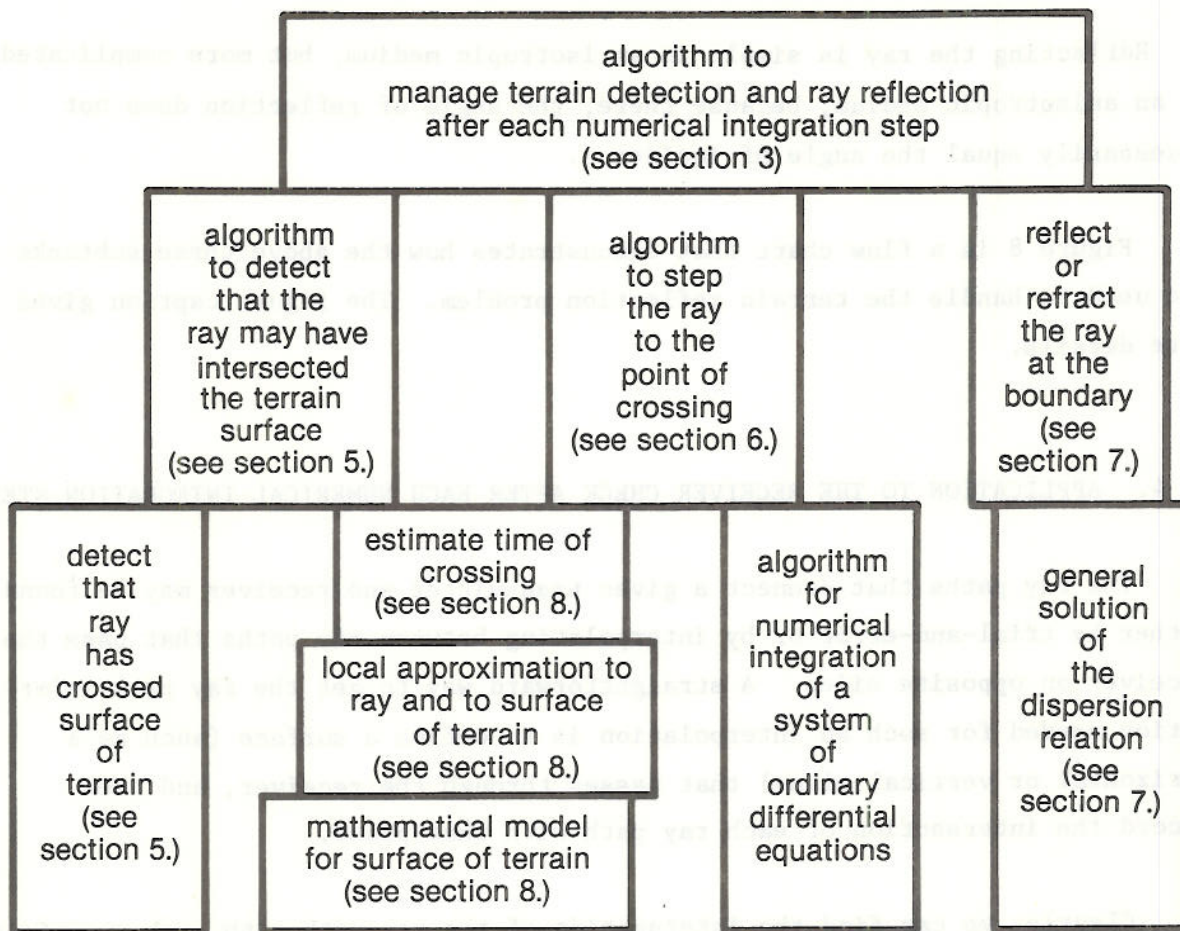 algorithm to
manage terrain detection and ray reflection
after each numerical integration step
(see section 3)
algorithm
to detect
that the
ray may have
intersected
the terrain
surface
(see section 5.)
algorithm
to step
the ray
to the
point of
crossing
(see section 6.)
reflect
or
refract
the ray
at the
boundary
(see
section 7.)
detect
that
ray
has
crossed
surface
of
terrain
(see
section 5.)
estimate time of
crossing
(see section 8.)
local approximation to
ray and to surface
of terrain
(see section 8.)
mathematical model
for surface of terrain
(see section 8.)
algorithm
for
numerical
integration
of a
system
of
ordinary
differential
equations
general
solution
of
the
dispersion
relation
(see
section 7.)